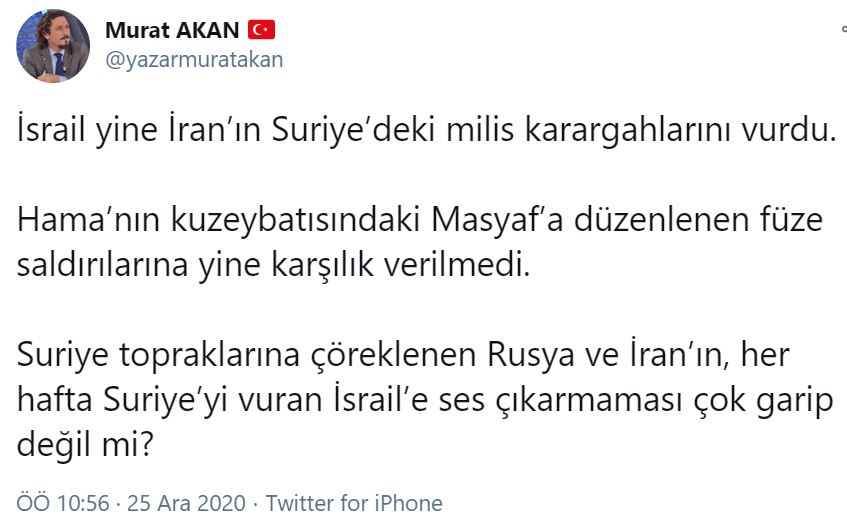 Murat AKAN
@yazarmuratakan
İsrail yine İran’ın Suriye’deki milis karargahlarını vurdu.
Hama’nın kuzeybatısındaki Masyaf’a düzenlenen füze
saldırılarına yine karşılık verilmedi.
Suriye topraklarına çöreklenen Rusya ve İran’ın, her
hafta Suriye’yi vuran İsrail’e ses çıkarmaması çok garip
değil mi?
ÖÖ 10:56 · 25 Ara 2020 · Twitter for iPhone